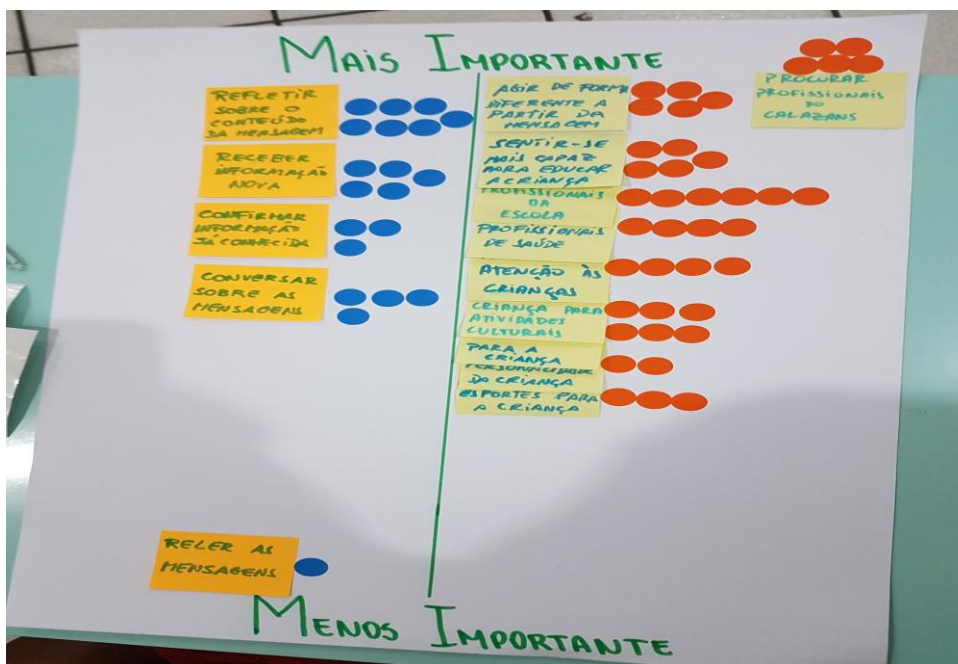 MAIS IMPORTANTE
REFLETIR
SOBRE O
CONTEÚDO
DA MENSAGEM
RECEBER
INFORMAÇÃO
NOVA
CONFIRMAR
INFORMAÇÃO
JÁ CONHECIDA
CONVERSAR
SOBRE AS
MENSAGENS
RELER AS
MENSAGENS
AGIR DE FORMA
DIFERENTE A
PARTIR DA
MENSAGEM
SENTIR-SE
MAIS CAPAZ
PARA EDUCAR
A CRIANÇA
PROFISSIONAIS
DA
ESCOLA
PROFISSIONAIS
DE SAÚDE
ATENÇÃO ÀS
CRIANÇAS
CRIANÇA PARA
ATIVIDADES
CULTURAIS
PARA A
CRIANÇA
PERSONALIDADE
DA CRIANÇA
ESPORTES PARA
A CRIANÇA
PROCURAR
PROFISSIONAIS
DO
CALAZANS
MENOS IMPORTANTE